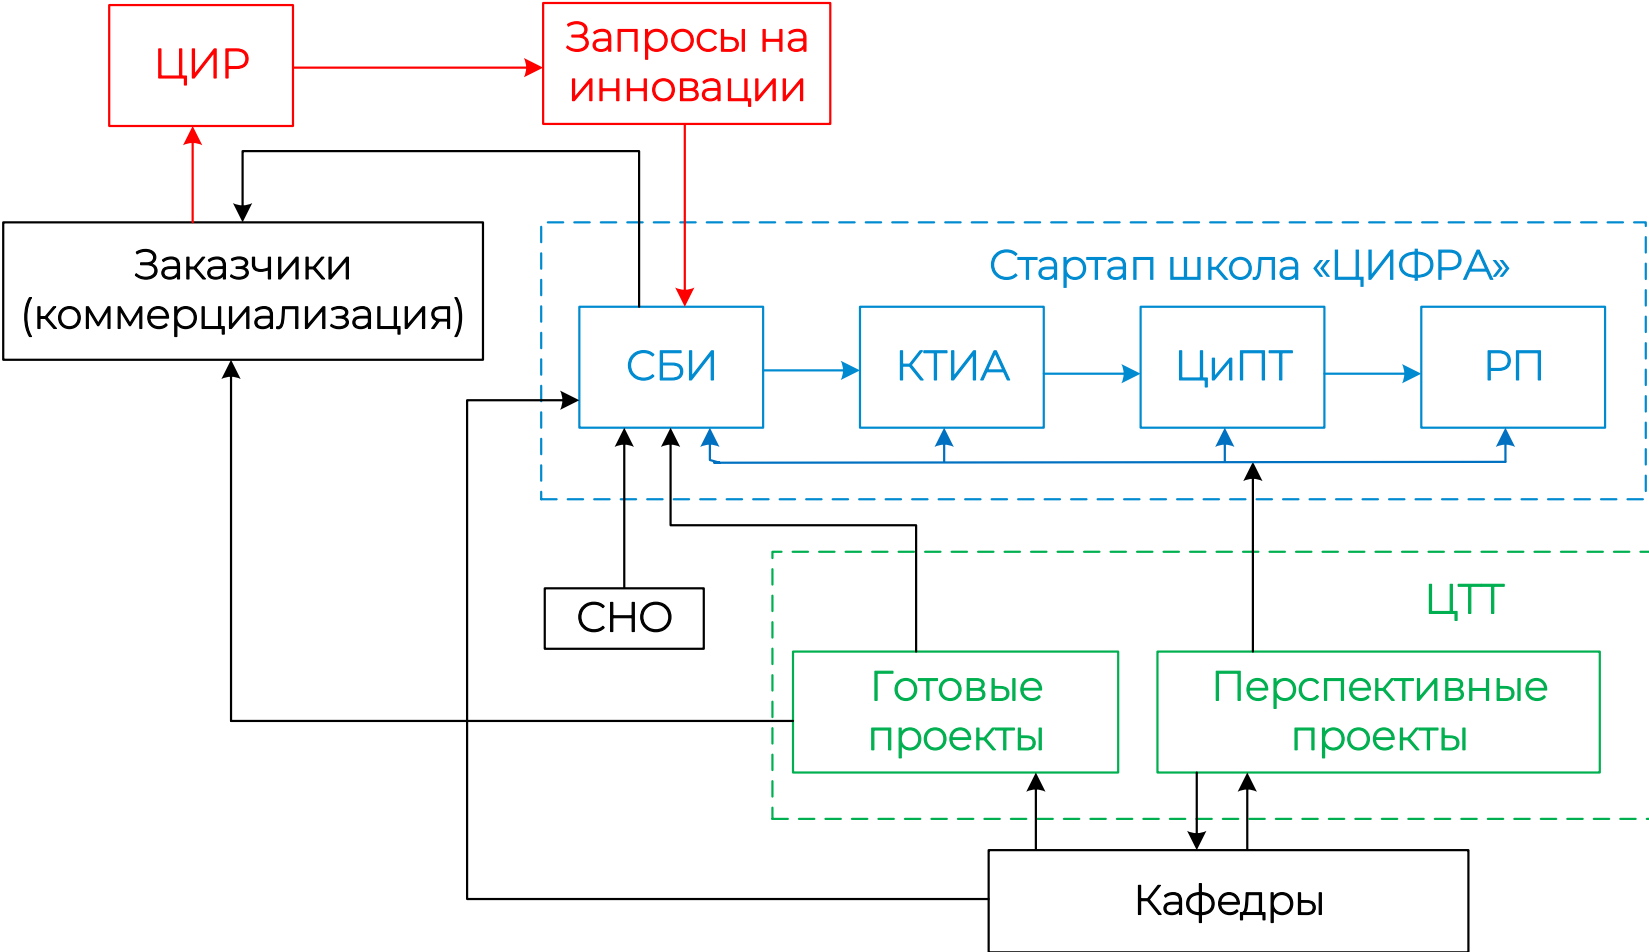 ЦИР
Запросы на
инновации
Заказчики
(коммерциализация)
Стартап школа «ЦИФРА»
СБИ
КТИА
ЦиПТ
РП
СНО
ЦТТ
Готовые
проекты
Перспективные
проекты
Кафедры